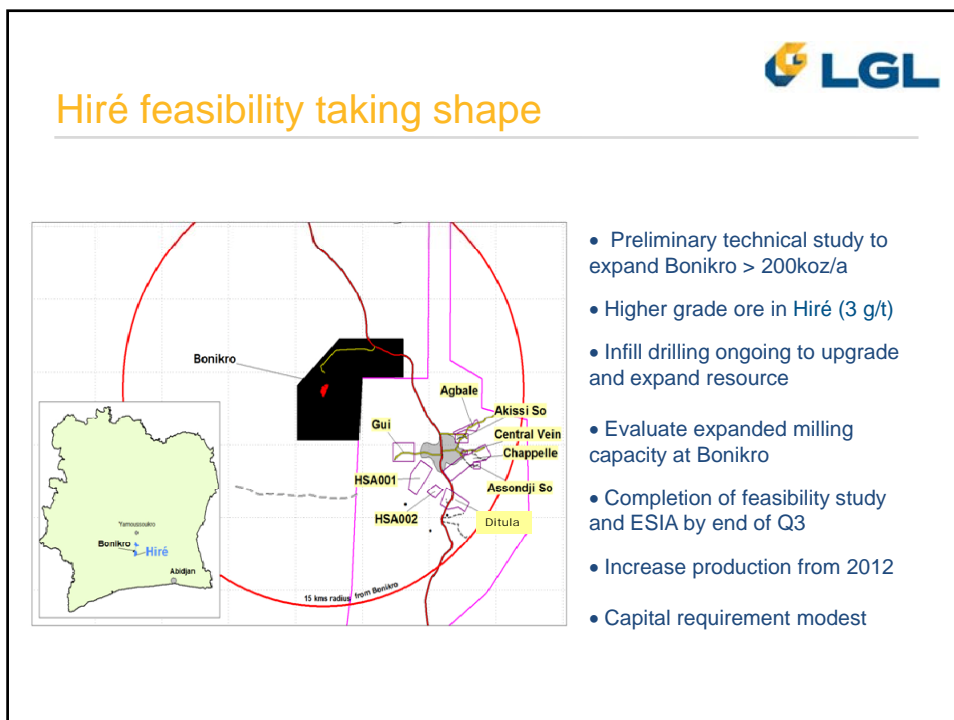 LGL
Hiré feasibility taking shape
Bonikro
Agbale
Akissi So
Gui
Central Vein
Chappelle
HSA001
Assondji So
HSA002
Ditula
15 kms radius from Bonikro
Yamoussoukro
Bonikro
Hiré
Abidjan
• Preliminary technical study to
expand Bonikro > 200koz/a
• Higher grade ore in Hiré (3 g/t)
• Infill drilling ongoing to upgrade
and expand resource
• Evaluate expanded milling
capacity at Bonikro
• Completion of feasibility study
and ESIA by end of Q3
• Increase production from 2012
• Capital requirement modest